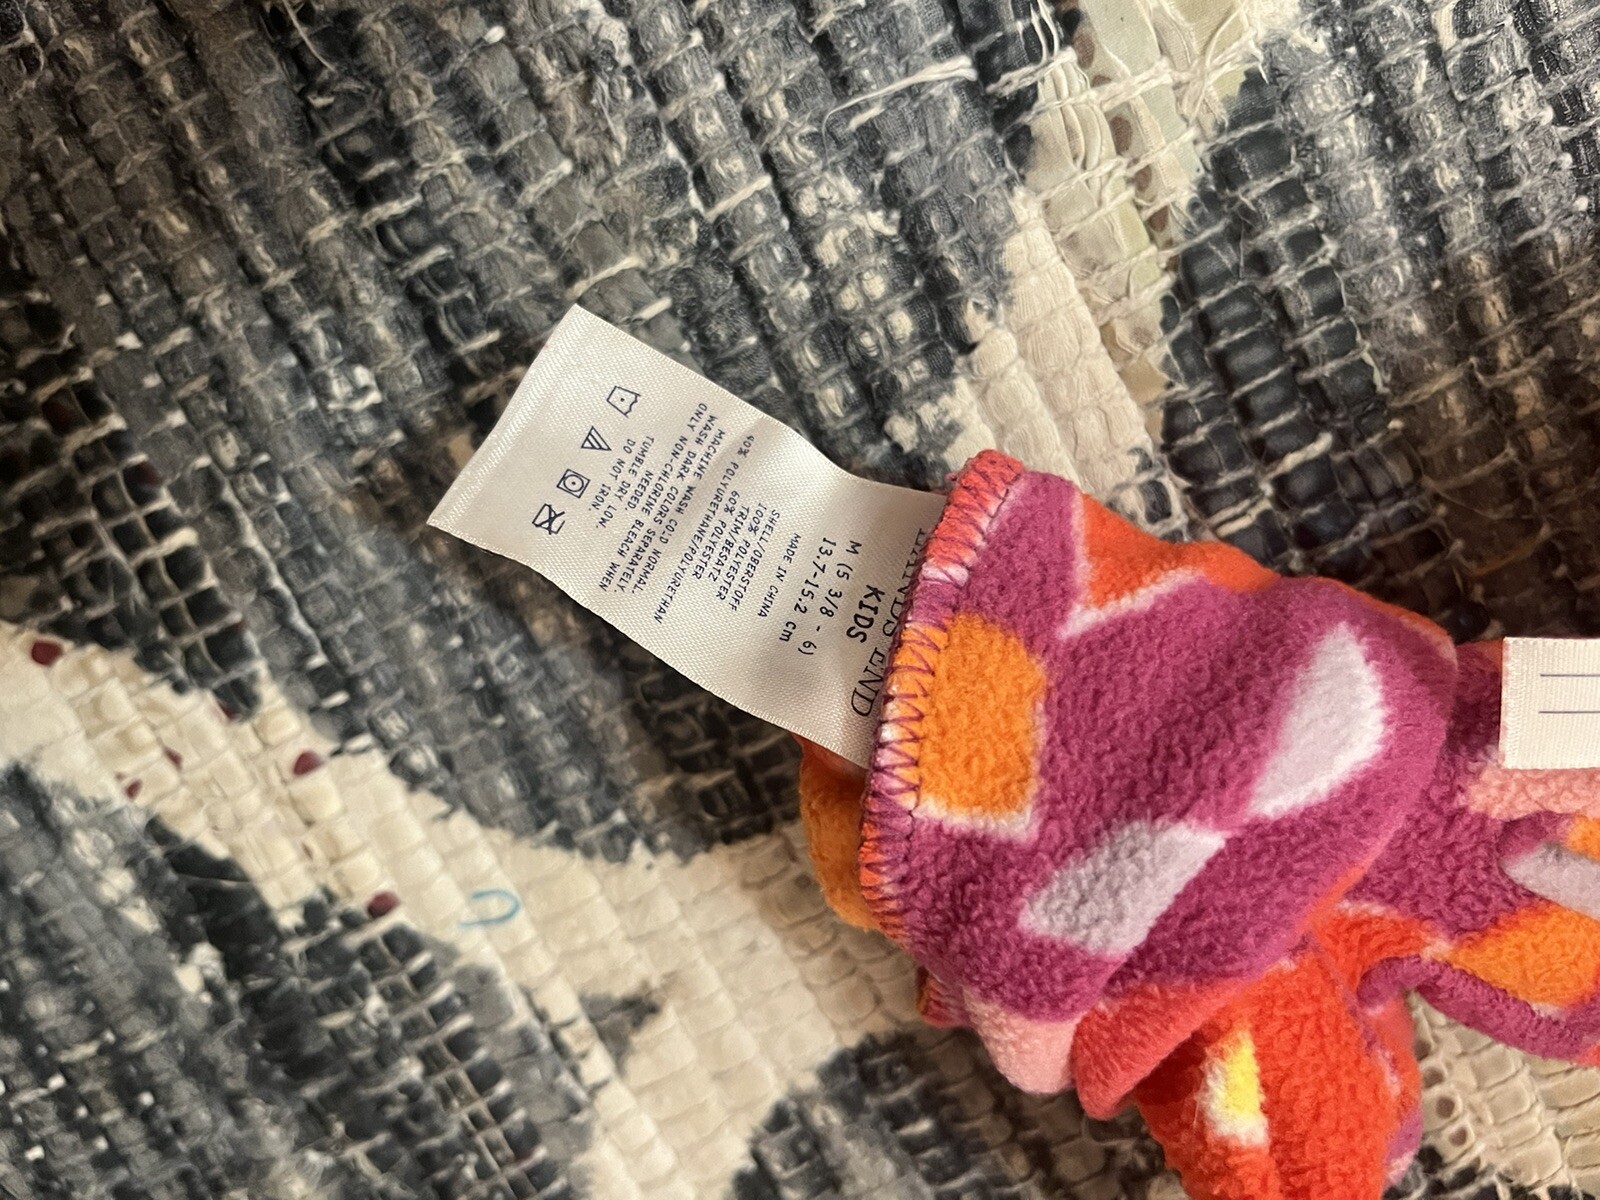 LANDS' END
KIDS
M (5 3/8 - 6)
13.7-15.2 cm
MADE IN CHINA
SHELL/OBERSTOFF
100% POLYESTER
TRIM/BESATZ
60% POLYESTER
40% POLYURETHANE/POLYURETHAN
MACHINE WASH COLD NORMAL.
WASH DARK COLORS SEPARATELY.
ONLY NON-CHLORINE BLEACH WHEN
NEEDED.
TUMBLE DRY LOW.
DO NOT IRON.